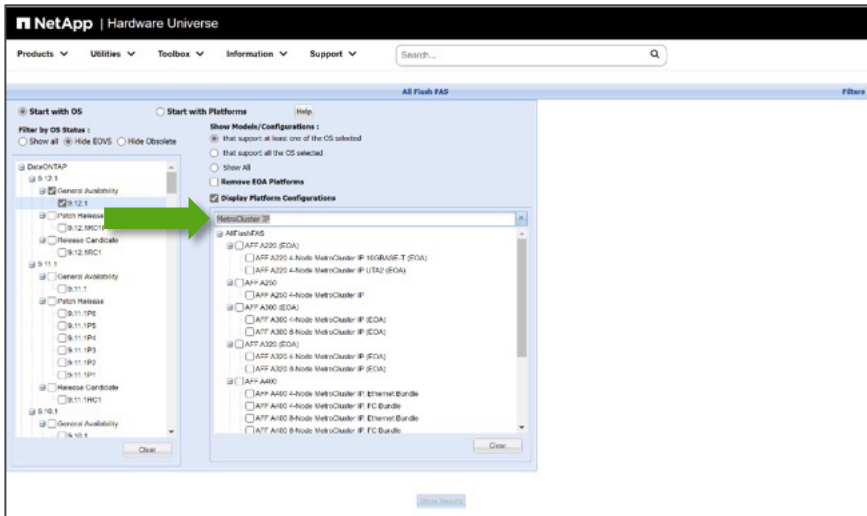 NetApp | Hardware Universe
Products Utilities Toolbox Information Support Search...
All Flash FAS Filters
Start with OS Start with Platforms Help
Filter by OS Status :
Show all Hide EOVS Hide Obsolete
DataONTAP
9.12.1
General Availability
9.12.1
Patch Release
9.12.1RC1P
Release Candidate
9.12.1RC1
9.11.1
General Availability
9.11.1
Patch Release
9.11.1P6
9.11.1P5
9.11.1P4
9.11.1P3
9.11.1P2
9.11.1P1
Release Candidate
9.11.1RC1
9.10.1
General Availability
9.10.1
Clear
Show Models/Configurations :
that support at least one of the OS selected
that support all the OS selected
Show All
Remove EOA Platforms
Display Platform Configurations
MetroCluster IP
AllFlashFAS
AFF A220 (EOA)
AFF A220 4-Node MetroCluster IP 10GBASE-T (EOA)
AFF A220 4-Node MetroCluster IP UTA2 (EOA)
AFF A250
AFF A250 4-Node MetroCluster IP
AFF A300 (EOA)
AFF A300 4-Node MetroCluster IP (EOA)
AFF A300 8-Node MetroCluster IP (EOA)
AFF A320 (EOA)
AFF A320 4-Node MetroCluster IP (EOA)
AFF A320 8-Node MetroCluster IP (EOA)
AFF A400
AFF A400 4-Node MetroCluster IP, Ethernet Bundle
AFF A400 4-Node MetroCluster IP, FC Bundle
AFF A400 8-Node MetroCluster IP, Ethernet Bundle
AFF A400 8-Node MetroCluster IP, FC Bundle
Clear
Show Results